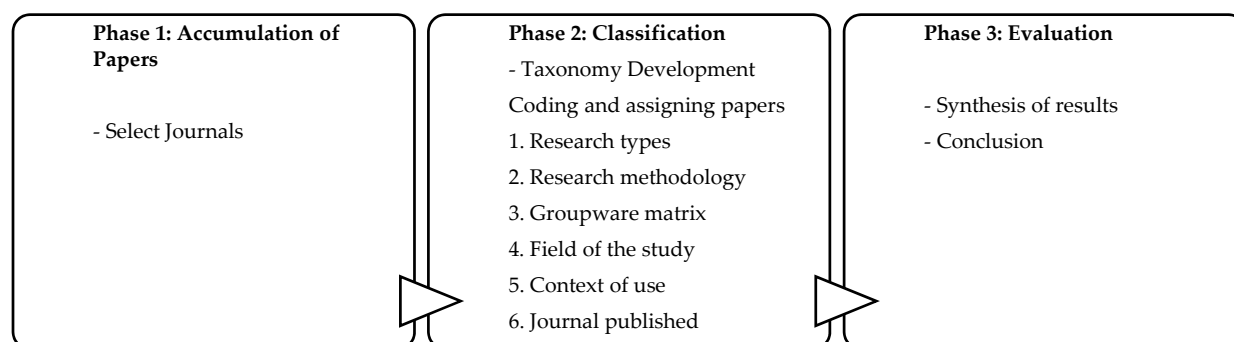 Phase 1: Accumulation of
Papers
- Select Journals
Phase 2: Classification
- Taxonomy Development
Coding and assigning papers
1. Research types
2. Research methodology
3. Groupware matrix
4. Field of the study
5. Context of use
6. Journal published
Phase 3: Evaluation
- Synthesis of results
- Conclusion